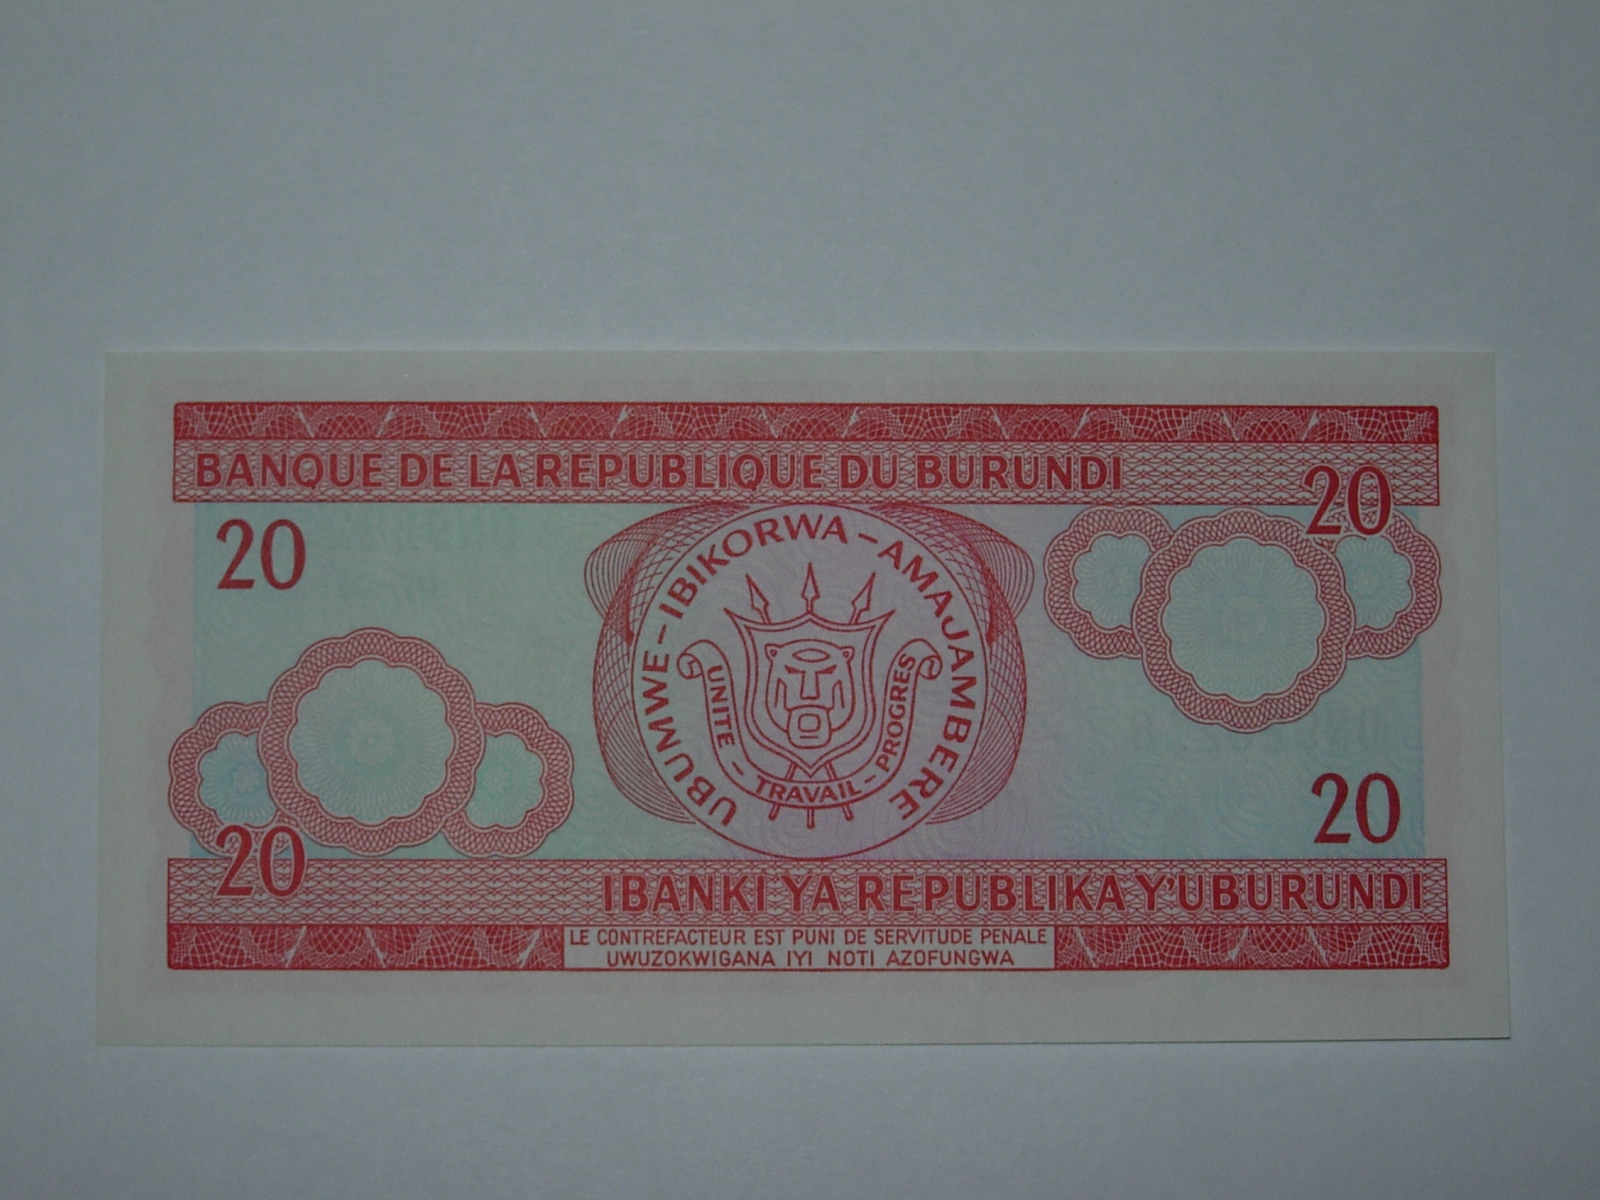 BANQUE DE LA REPUBLIQUE DU BURUNDI
20
20
UBUMWE – IBIKORWA – AMAJAMBERE
UNITE – TRAVAIL – PROGRES
20
20
IBANKI YA REPUBLIKA Y'UBURUNDI
LE CONTREFACTEUR EST PUNI DE SERVITUDE PENALE
UWUZOKWIGANA IYI NOTI AZOFUNGWA